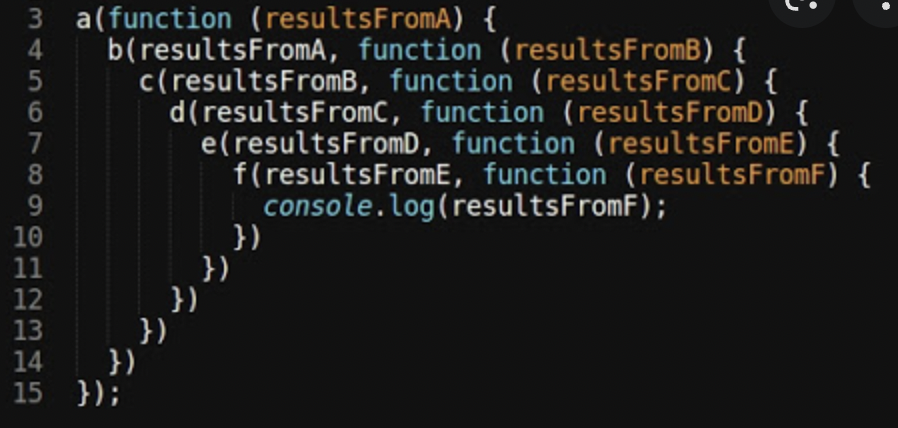 3 a(function (resultsFromA) {
4   b(resultsFromA, function (resultsFromB) {
5     c(resultsFromB, function (resultsFromC) {
6       d(resultsFromC, function (resultsFromD) {
7         e(resultsFromD, function (resultsFromE) {
8           f(resultsFromE, function (resultsFromF) {
9             console.log(resultsFromF);
10           })
11         })
12       })
13     })
14   })
15 });